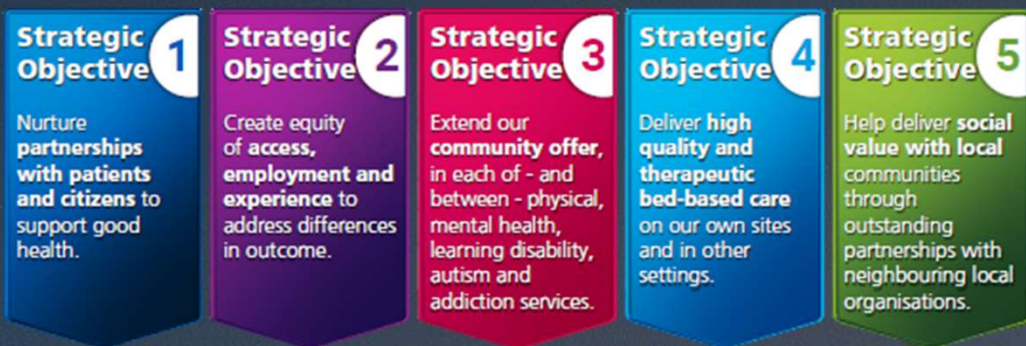 Strategic
Objective
1
Nurture
partnerships
with patients
and citizens to
support good
health.
Strategic
Objective
2
Create equity
of access,
employment and
experience to
address differences
in outcome.
Strategic
Objective
3
Extend our
community offer,
in each of - and
between - physical,
mental health,
learning disability,
autism and
addiction services.
Strategic
Objective
4
Deliver high
quality and
therapeutic
bed-based care
on our own sites
and in other
settings.
Strategic
Objective
5
Help deliver social
value with local
communities
through
outstanding
partnerships with
neighbouring local
organisations.